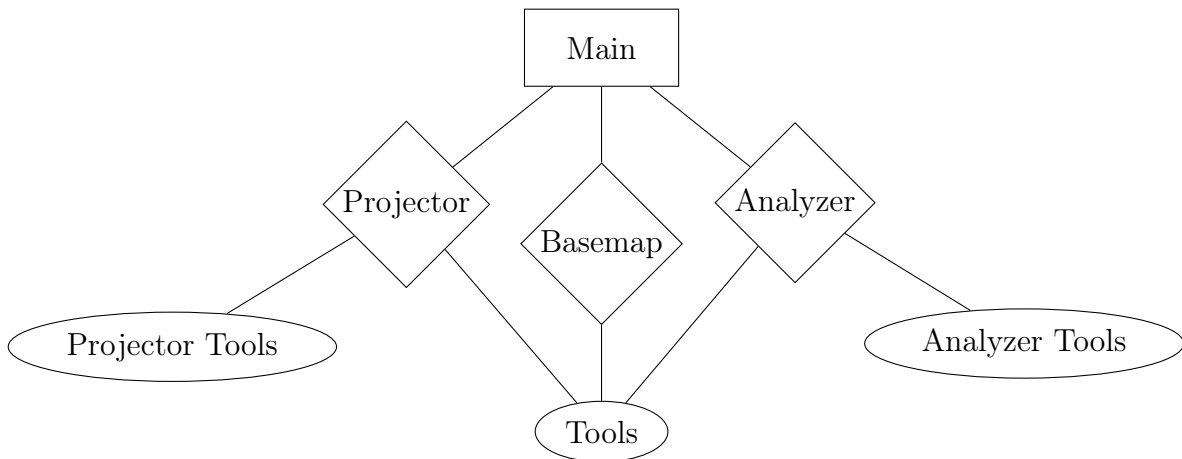 Main
Projector
Basemap
Analyzer
Projector Tools
Analyzer Tools
Tools